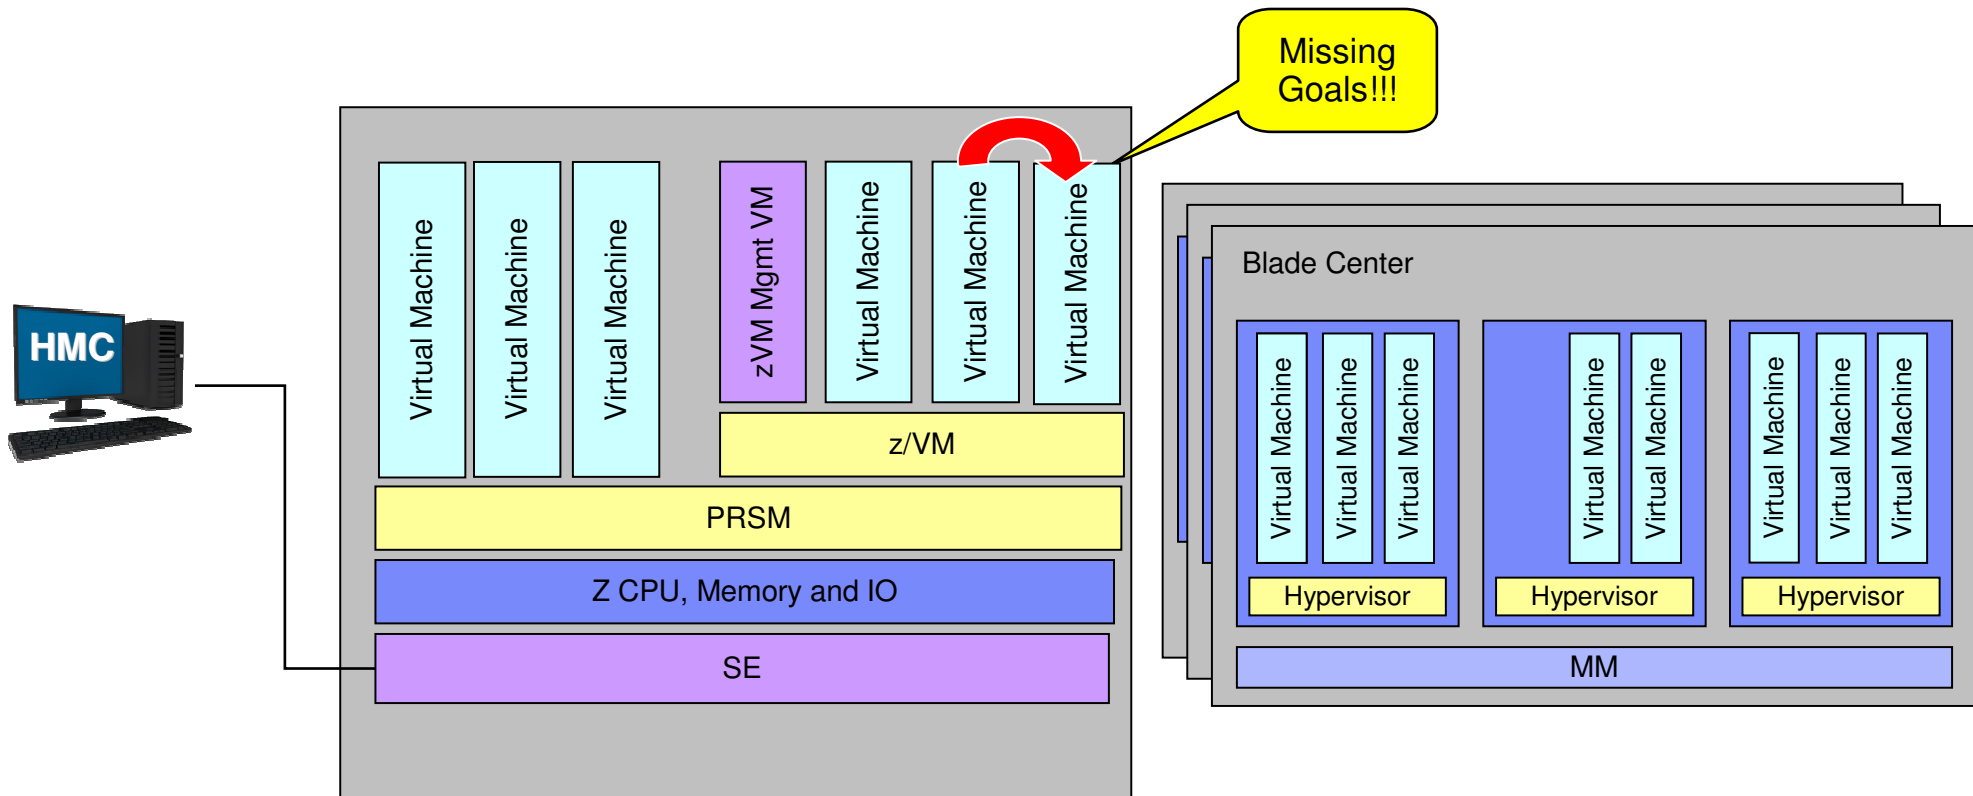 Missing
Goals!!!
HMC
Virtual Machine
Virtual Machine
Virtual Machine
zVM Mgmt VM
Virtual Machine
Virtual Machine
Virtual Machine
z/VM
PRSM
Z CPU, Memory and IO
SE
Blade Center
Virtual Machine
Virtual Machine
Virtual Machine
Hypervisor
Virtual Machine
Virtual Machine
Hypervisor
Virtual Machine
Virtual Machine
Virtual Machine
Hypervisor
MM